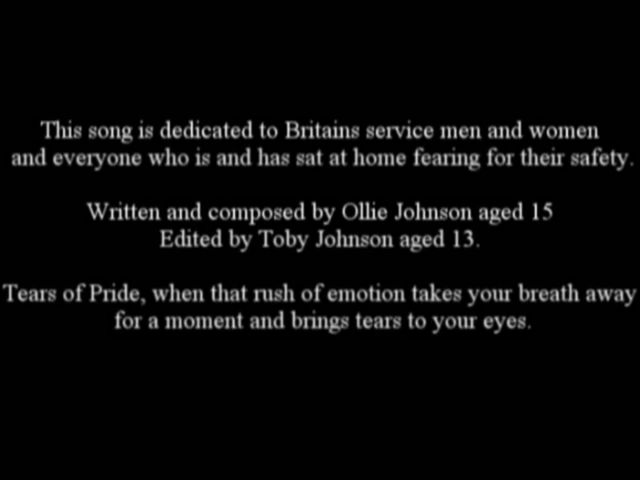 This song is dedicated to Britains service men and women
and everyone who is and has sat at home fearing for their safety.
Written and composed by Ollie Johnson aged 15
Edited by Toby Johnson aged 13.
Tears of Pride, when that rush of emotion takes your breath away
for a moment and brings tears to your eyes.